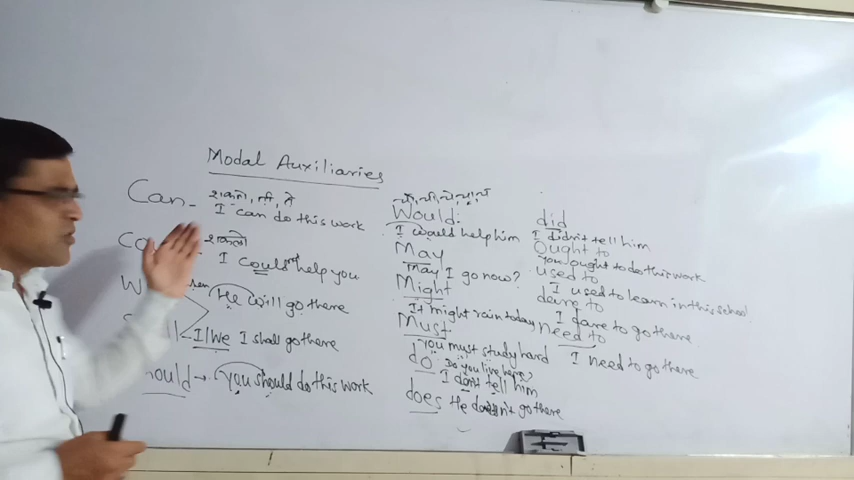 Modal Auxiliaries
Can - शकतो, ती, ते
I can do this work
शकलो
I couldn't help you
He will go there
I/we I shall go there
should → you should do this work
Would:
I would help him
May
May I go now?
Might
It might rain today
Must
you must study hard
do Do you live here?
I don't tell him
does He doesn't go there
did
I didn't tell him
Ought to
You ought to do this work
used to
I used to learn in this school
dare to
I dare to go there
need to
I need to go there